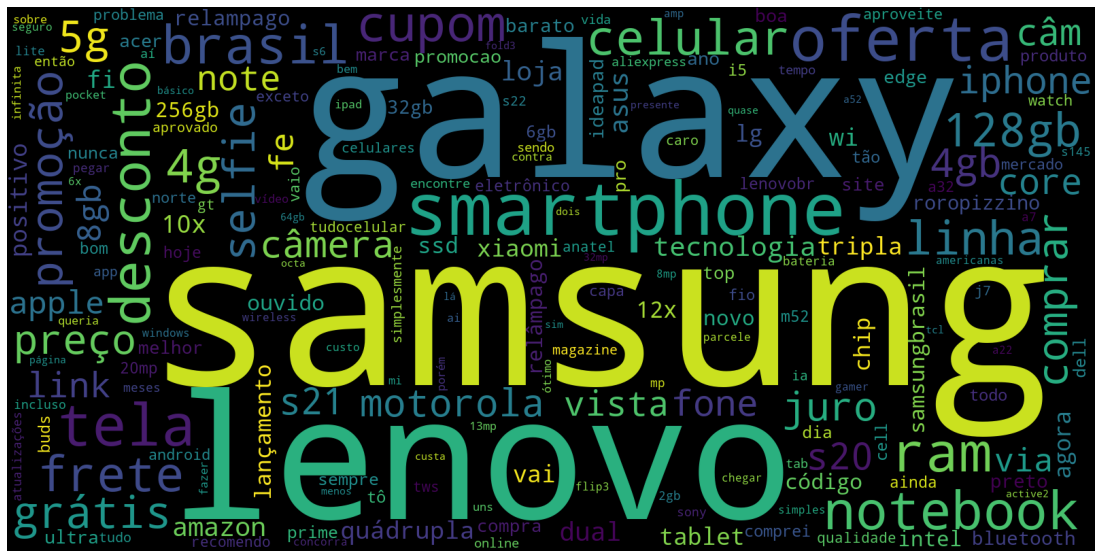 samsung
galaxy
lenovo
smartphone
celular
oferta
cupom
brasil
desconto
promoção
notebook
comprar
128gb
linha
ram
tela
frete
grátis
preço
5g
4g
4gb
note
selfie
fe
câmera
motorola
vista
fone
juro
s20
s21
via
core
iphone
câm
fi
wi
apple
link
8gb
256gb
10x
12x
32gb
6gb
loja
barato
relampago
promocao
marca
problema
sobre
seguro
lite
s6
acer
aí
então
infinita
pocket
básico
aprovado
exceto
positivo
nunca
pegar
6x
norte
gt
vaio
vídeo
bom
hoje
64gb
app
queria
octa
windows
melhor
página
20mp
meses
incluso
buds
android
atualizações
fazer
ultra
tudo
amazon
recomendo
lançamento
ouvido
wireless
lá
ai
bem
fold3
vida
amp
aliexpress
ano
ipad
s22
i5
tempo
boa
aproveite
produto
edge
watch
asus
ideapad
lg
presente
quase
a52
caro
tão
mercado
s145
sendo
contra
celulares
encontre
eletrônico
pro
lenovobr
site
a32
roropizzino
tudocelular
dois
a7
ssd
xiaomi
anatel
tecnologia
tripla
32mp
bateria
americanas
8mp
top
simplesmente
capa
fio
relampago
novo
m52
chip
j7
samsungbrasil
tcl
dell
custo
sim
parcele
magazine
a22
mi
ótimo
porém
mp
ia
gamer
todo
dia
agora
cell
13mp
custa
vai
chegar
tab
código
ainda
preto
active2
sempre
menos
tô
tws
uns
flip3
2gb
sony
simples
prime
quádrupla
compra
concorra
online
dual
tablet
comprei
qualidade
intel
bluetooth